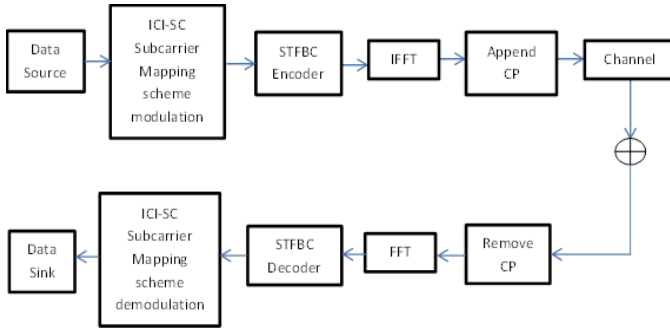 Data
Source
ICI-SC
Subcarrier
Mapping
scheme
modulation
STFBC
Encoder
IFFT
Append
CP
Channel
Data
Sink
ICI-SC
Subcarrier
Mapping
scheme
demodulation
STFBC
Decoder
FFT
Remove
CP